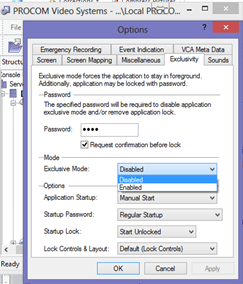 PROCOM Video Systems - ...\Local PROCO...
Options
Emergency Recording Event Indication VCA Meta Data
Screen Screen Mapping Miscellaneous Exclusivity Sounds
Exclusive mode forces the application to stay in foreground.
Additionally, application may be locked with password.
Password
The specified password will be required to disable application
exclusive mode and/or remove application lock.
Password: ••••
Request confirmation before lock
Mode
Exclusive Mode: Disabled
Disabled
Enabled
Options
Application Startup: Manual Start
Startup Password: Regular Startup
Startup Lock: Start Unlocked
Lock Controls & Layout: Default (Lock Controls)
Ready
OK Cancel Apply